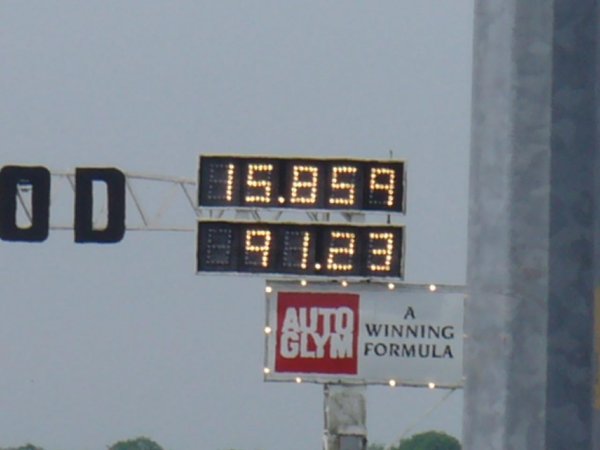 15.859
OD
91.23
AUTO
GLYM
A
WINNING
FORMULA